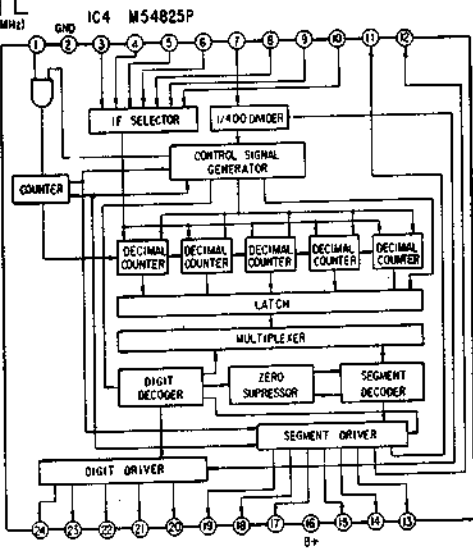 MHz)
IC4 M54825P
GND
1 2 3 4 5 6 7 8 9 10 11 12
IF SELECTOR
1/400 DIVIDER
CONTROL SIGNAL
GENERATOR
COUNTER
DECIMAL
COUNTER
DECIMAL
COUNTER
DECIMAL
COUNTER
DECIMAL
COUNTER
DECIMAL
COUNTER
LATCH
MULTIPLEXER
DIGIT
DECODER
ZERO
SUPRESSOR
SEGMENT
DECODER
SEGMENT DRIVER
DIGIT DRIVER
24 23 22 21 20 19 18 17 16 15 14 13
B+